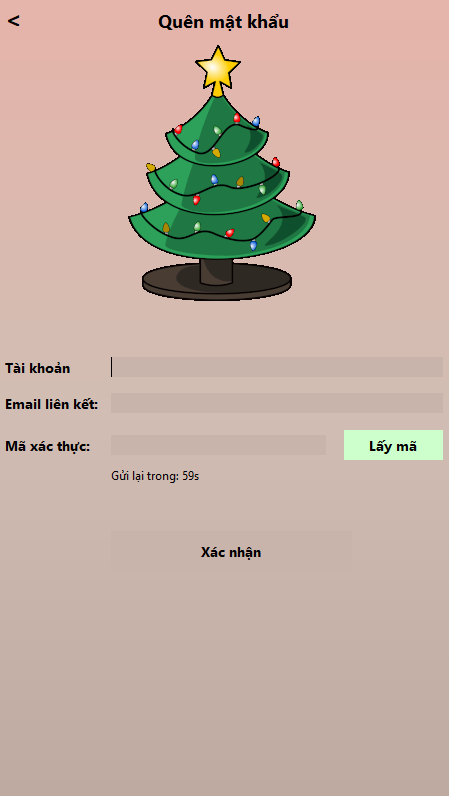 < Quên mật khẩu
Tài khoản
Email liên kết:
Mã xác thực: Lấy mã
Gửi lại trong: 59s
Xác nhận